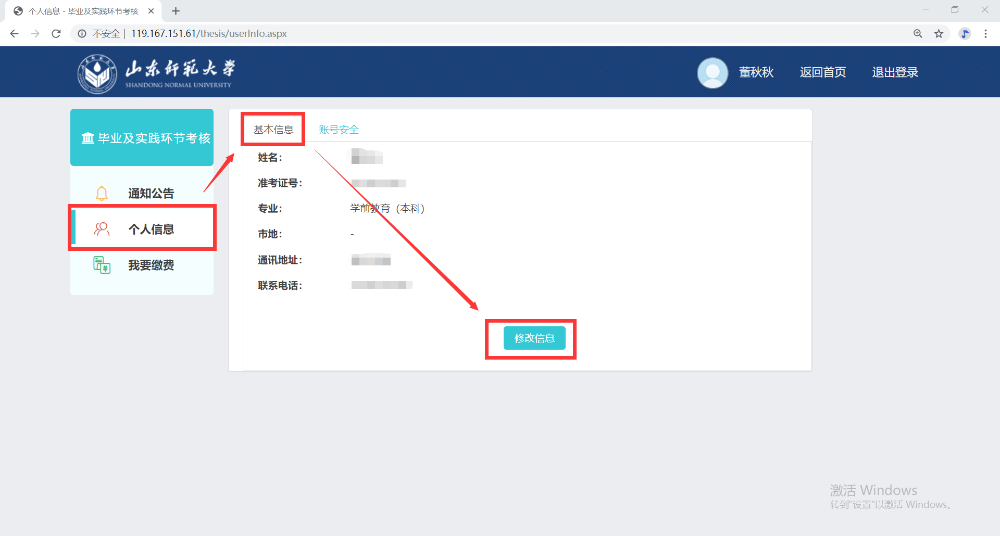 个人信息 - 毕业及实践环节考核
不安全 | 119.167.151.61/thesis/userInfo.aspx
山东师范大学
SHANDONG NORMAL UNIVERSITY
董秋秋
返回首页
退出登录
毕业及实践环节考核
通知公告
个人信息
我要缴费
基本信息
账号安全
姓名：
准考证号：
专业： 学前教育（本科）
市地： -
通讯地址：
联系电话：
修改信息
激活 Windows
转到“设置”以激活 Windows。